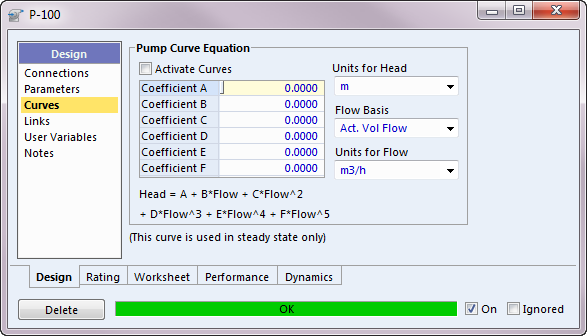 P-100
Design
Connections
Parameters
Curves
Links
User Variables
Notes
Pump Curve Equation
Activate Curves
Coefficient A 0.0000
Coefficient B 0.0000
Coefficient C 0.0000
Coefficient D 0.0000
Coefficient E 0.0000
Coefficient F 0.0000
Head = A + B*Flow + C*Flow^2
+ D*Flow^3 + E*Flow^4 + F*Flow^5
(This curve is used in steady state only)
Units for Head
m
Flow Basis
Act. Vol Flow
Units for Flow
m3/h
Design Rating Worksheet Performance Dynamics
Delete OK On Ignored